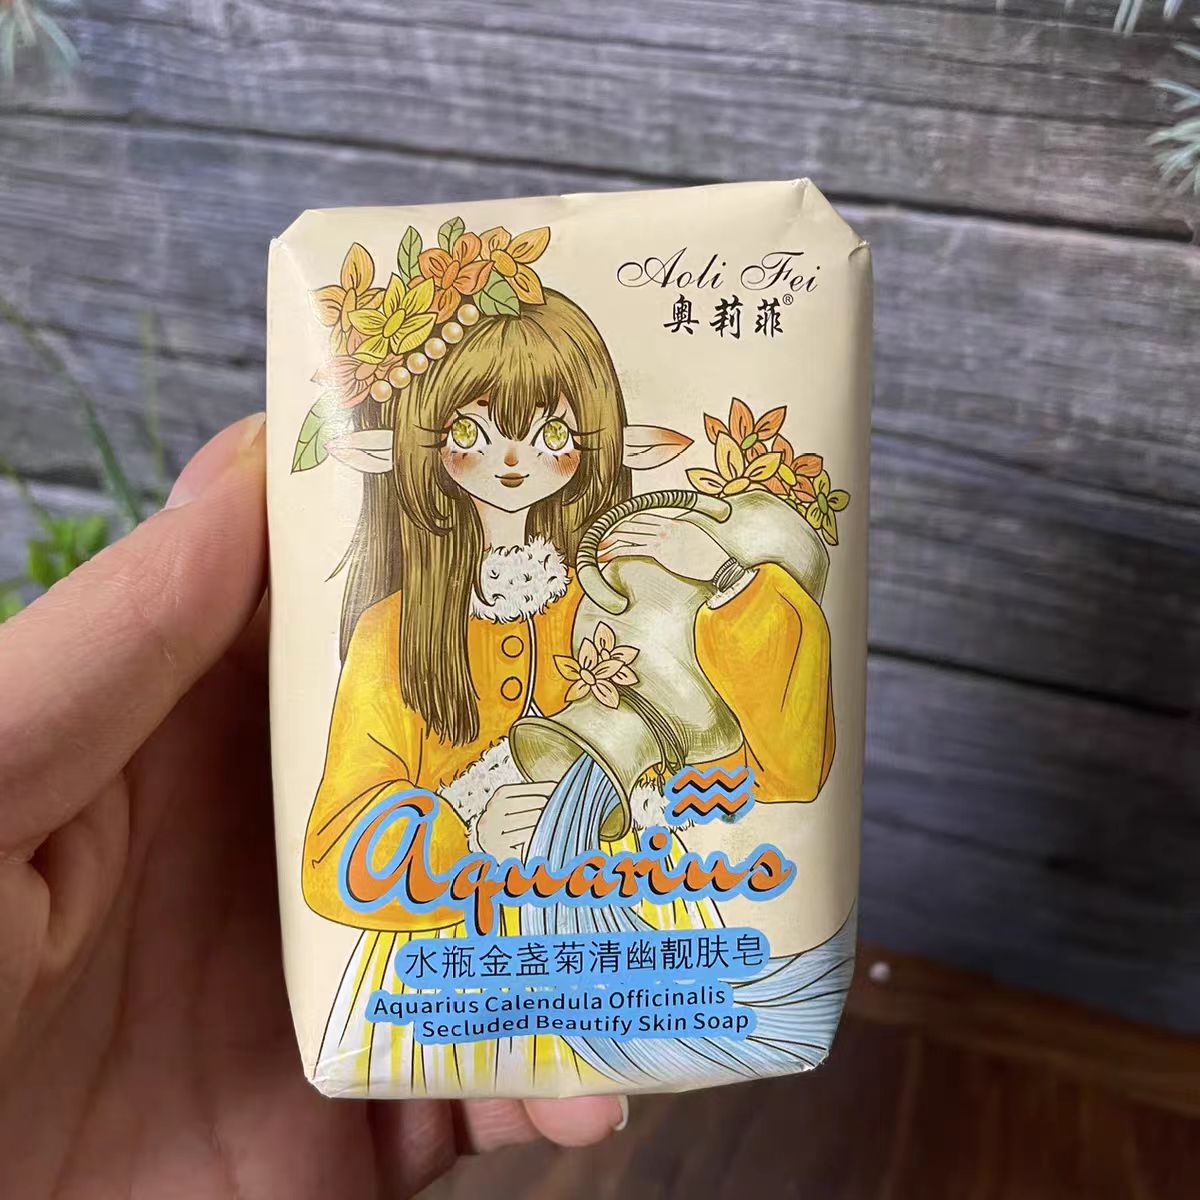 Aoli Fei
奥莉菲®
Aquarius
水瓶金盏菊清幽靓肤皂
Aquarius Calendula Officinalis
Secluded Beautify Skin Soap